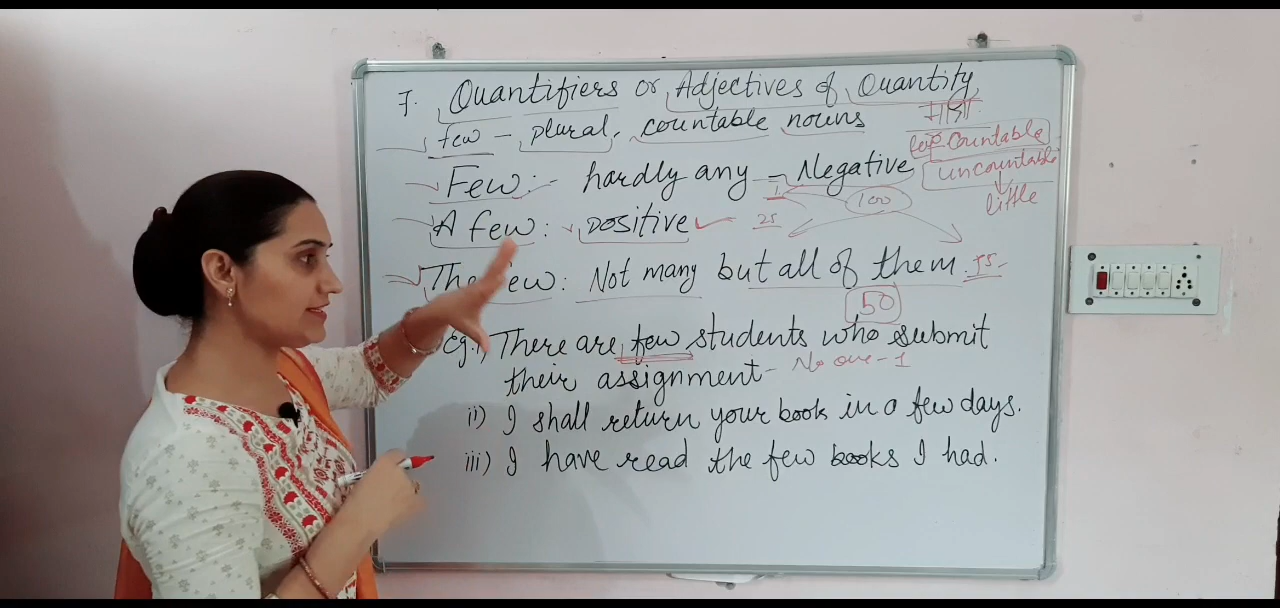 7. Quantifiers or Adjectives of Quantity
few - plural, countable nouns
few Countable
uncountable
little
Few:- hardly any - Negative
1
100
A few:- positive ✓
25
The few: Not many but all of them.
50
Eg. i) There are few students who submit
their assignment - No one - 1
ii) I shall return your book in a few days.
iii) I have read the few books I had.